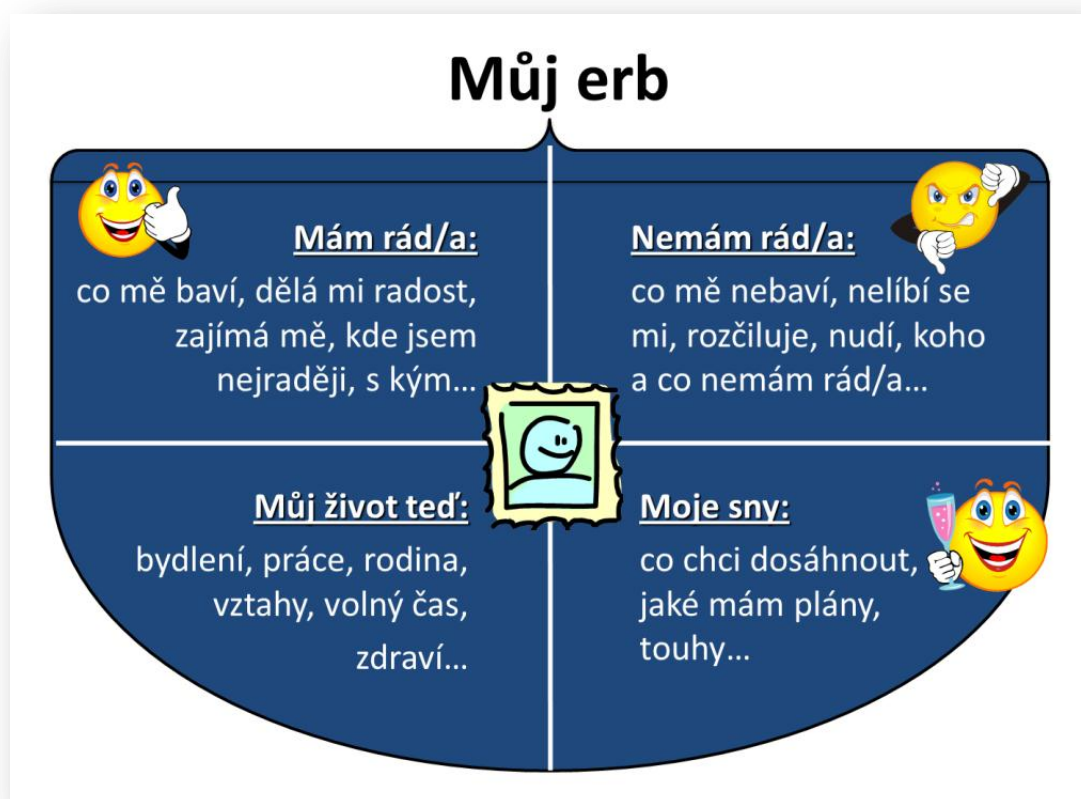 Můj erb
Mám rád/a:
co mě baví, dělá mi radost,
zajímá mě, kde jsem
nejraději, s kým…
Nemám rád/a:
co mě nebaví, nelíbí se
mi, rozčiluje, nudí, koho
a co nemám rád/a…
Můj život teď:
bydlení, práce, rodina,
vztahy, volný čas,
zdraví…
Moje sny:
co chci dosáhnout,
jaké mám plány,
touhy…